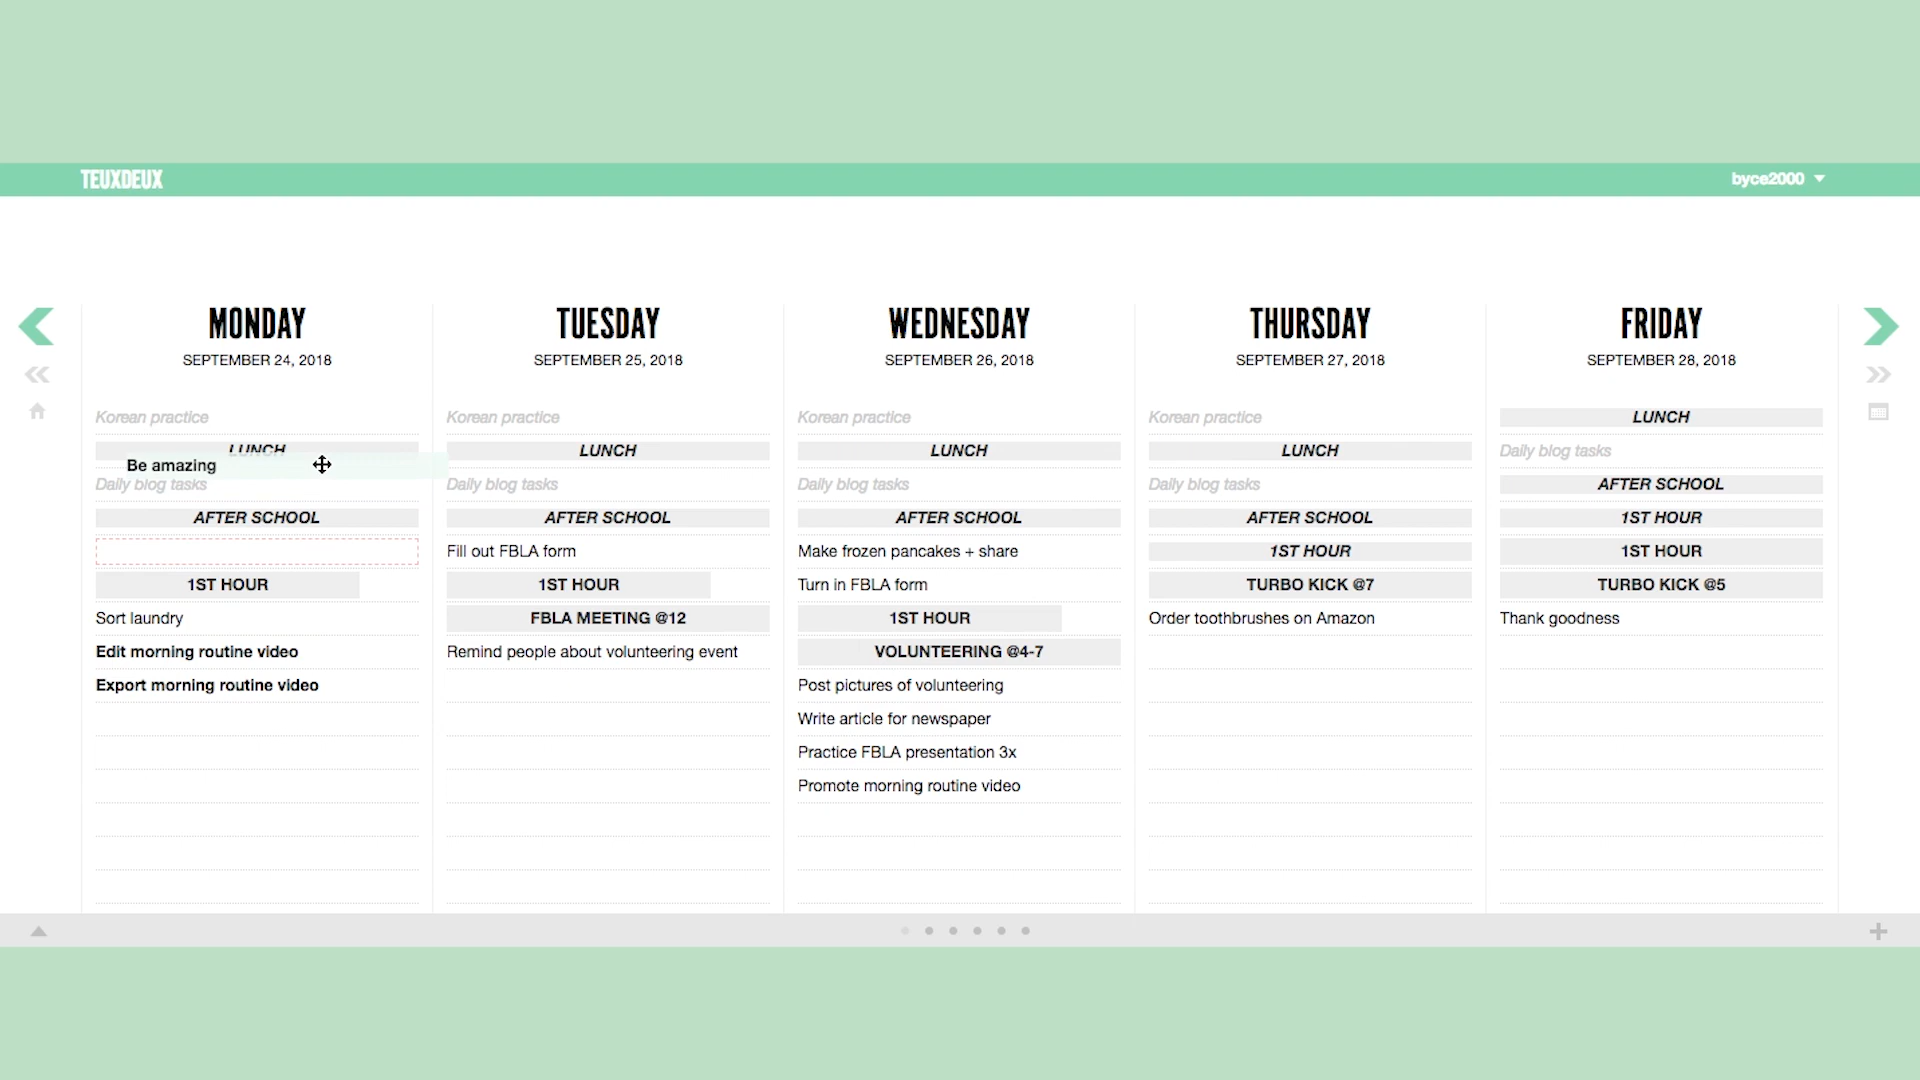 TEUXDEUX
byce2000
MONDAY
SEPTEMBER 24, 2018
Korean practice
LUNCH
Be amazing
Daily blog tasks
AFTER SCHOOL
1ST HOUR
Sort laundry
Edit morning routine video
Export morning routine video
TUESDAY
SEPTEMBER 25, 2018
Korean practice
LUNCH
Daily blog tasks
AFTER SCHOOL
Fill out FBLA form
1ST HOUR
FBLA MEETING @12
Remind people about volunteering event
WEDNESDAY
SEPTEMBER 26, 2018
Korean practice
LUNCH
Daily blog tasks
AFTER SCHOOL
Make frozen pancakes + share
Turn in FBLA form
1ST HOUR
VOLUNTEERING @4-7
Post pictures of volunteering
Write article for newspaper
Practice FBLA presentation 3x
Promote morning routine video
THURSDAY
SEPTEMBER 27, 2018
Korean practice
LUNCH
Daily blog tasks
AFTER SCHOOL
1ST HOUR
TURBO KICK @7
Order toothbrushes on Amazon
FRIDAY
SEPTEMBER 28, 2018
LUNCH
Daily blog tasks
AFTER SCHOOL
1ST HOUR
1ST HOUR
TURBO KICK @5
Thank goodness